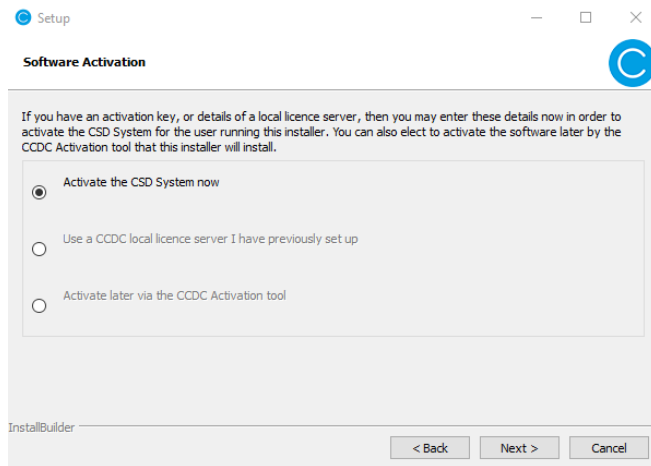 Setup
Software Activation
If you have an activation key, or details of a local licence server, then you may enter these details now in order to
activate the CSD System for the user running this installer. You can also elect to activate the software later by the
CCDC Activation tool that this installer will install.
Activate the CSD System now
Use a CCDC local licence server I have previously set up
Activate later via the CCDC Activation tool
InstallBuilder
< Back
Next >
Cancel